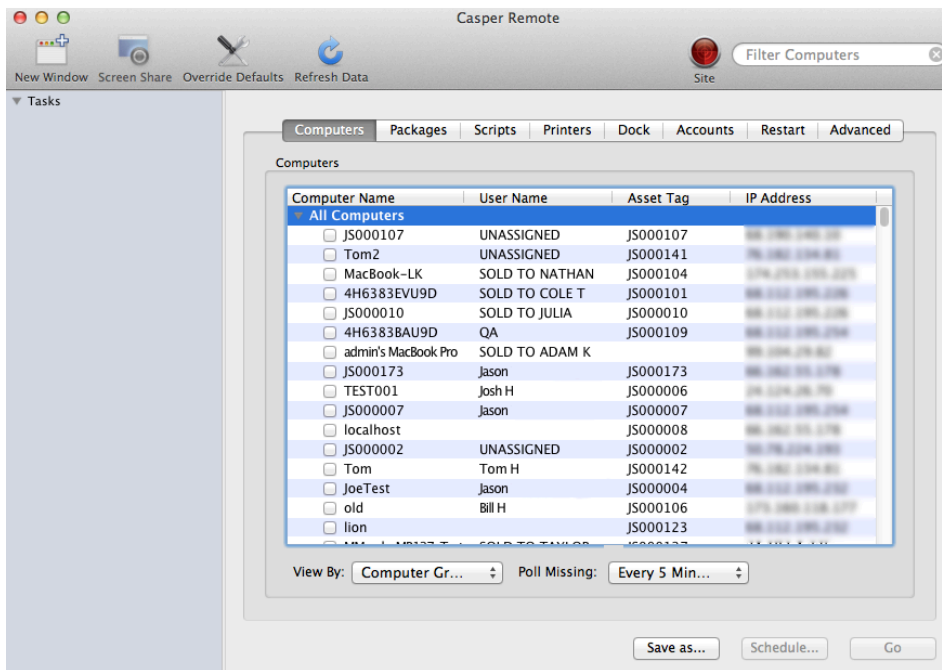 Casper Remote
New Window Screen Share Override Defaults Refresh Data Site Filter Computers
Tasks
Computers Packages Scripts Printers Dock Accounts Restart Advanced
Computers
Computer Name User Name Asset Tag IP Address
All Computers
JS000107 UNASSIGNED JS000107
Tom2 UNASSIGNED JS000141
MacBook-LK SOLD TO NATHAN JS000104
4H6383EVU9D SOLD TO COLE T JS000101
JS000010 SOLD TO JULIA JS000010
4H6383BAU9D QA JS000109
admin's MacBook Pro SOLD TO ADAM K
JS000173 Jason JS000173
TEST001 Josh H JS000006
JS000007 Jason JS000007
localhost JS000008
JS000002 UNASSIGNED JS000002
Tom Tom H JS000142
JoeTest Jason JS000004
old Bill H JS000106
lion JS000123
View By: Computer Gr... Poll Missing: Every 5 Min...
Save as... Schedule... Go